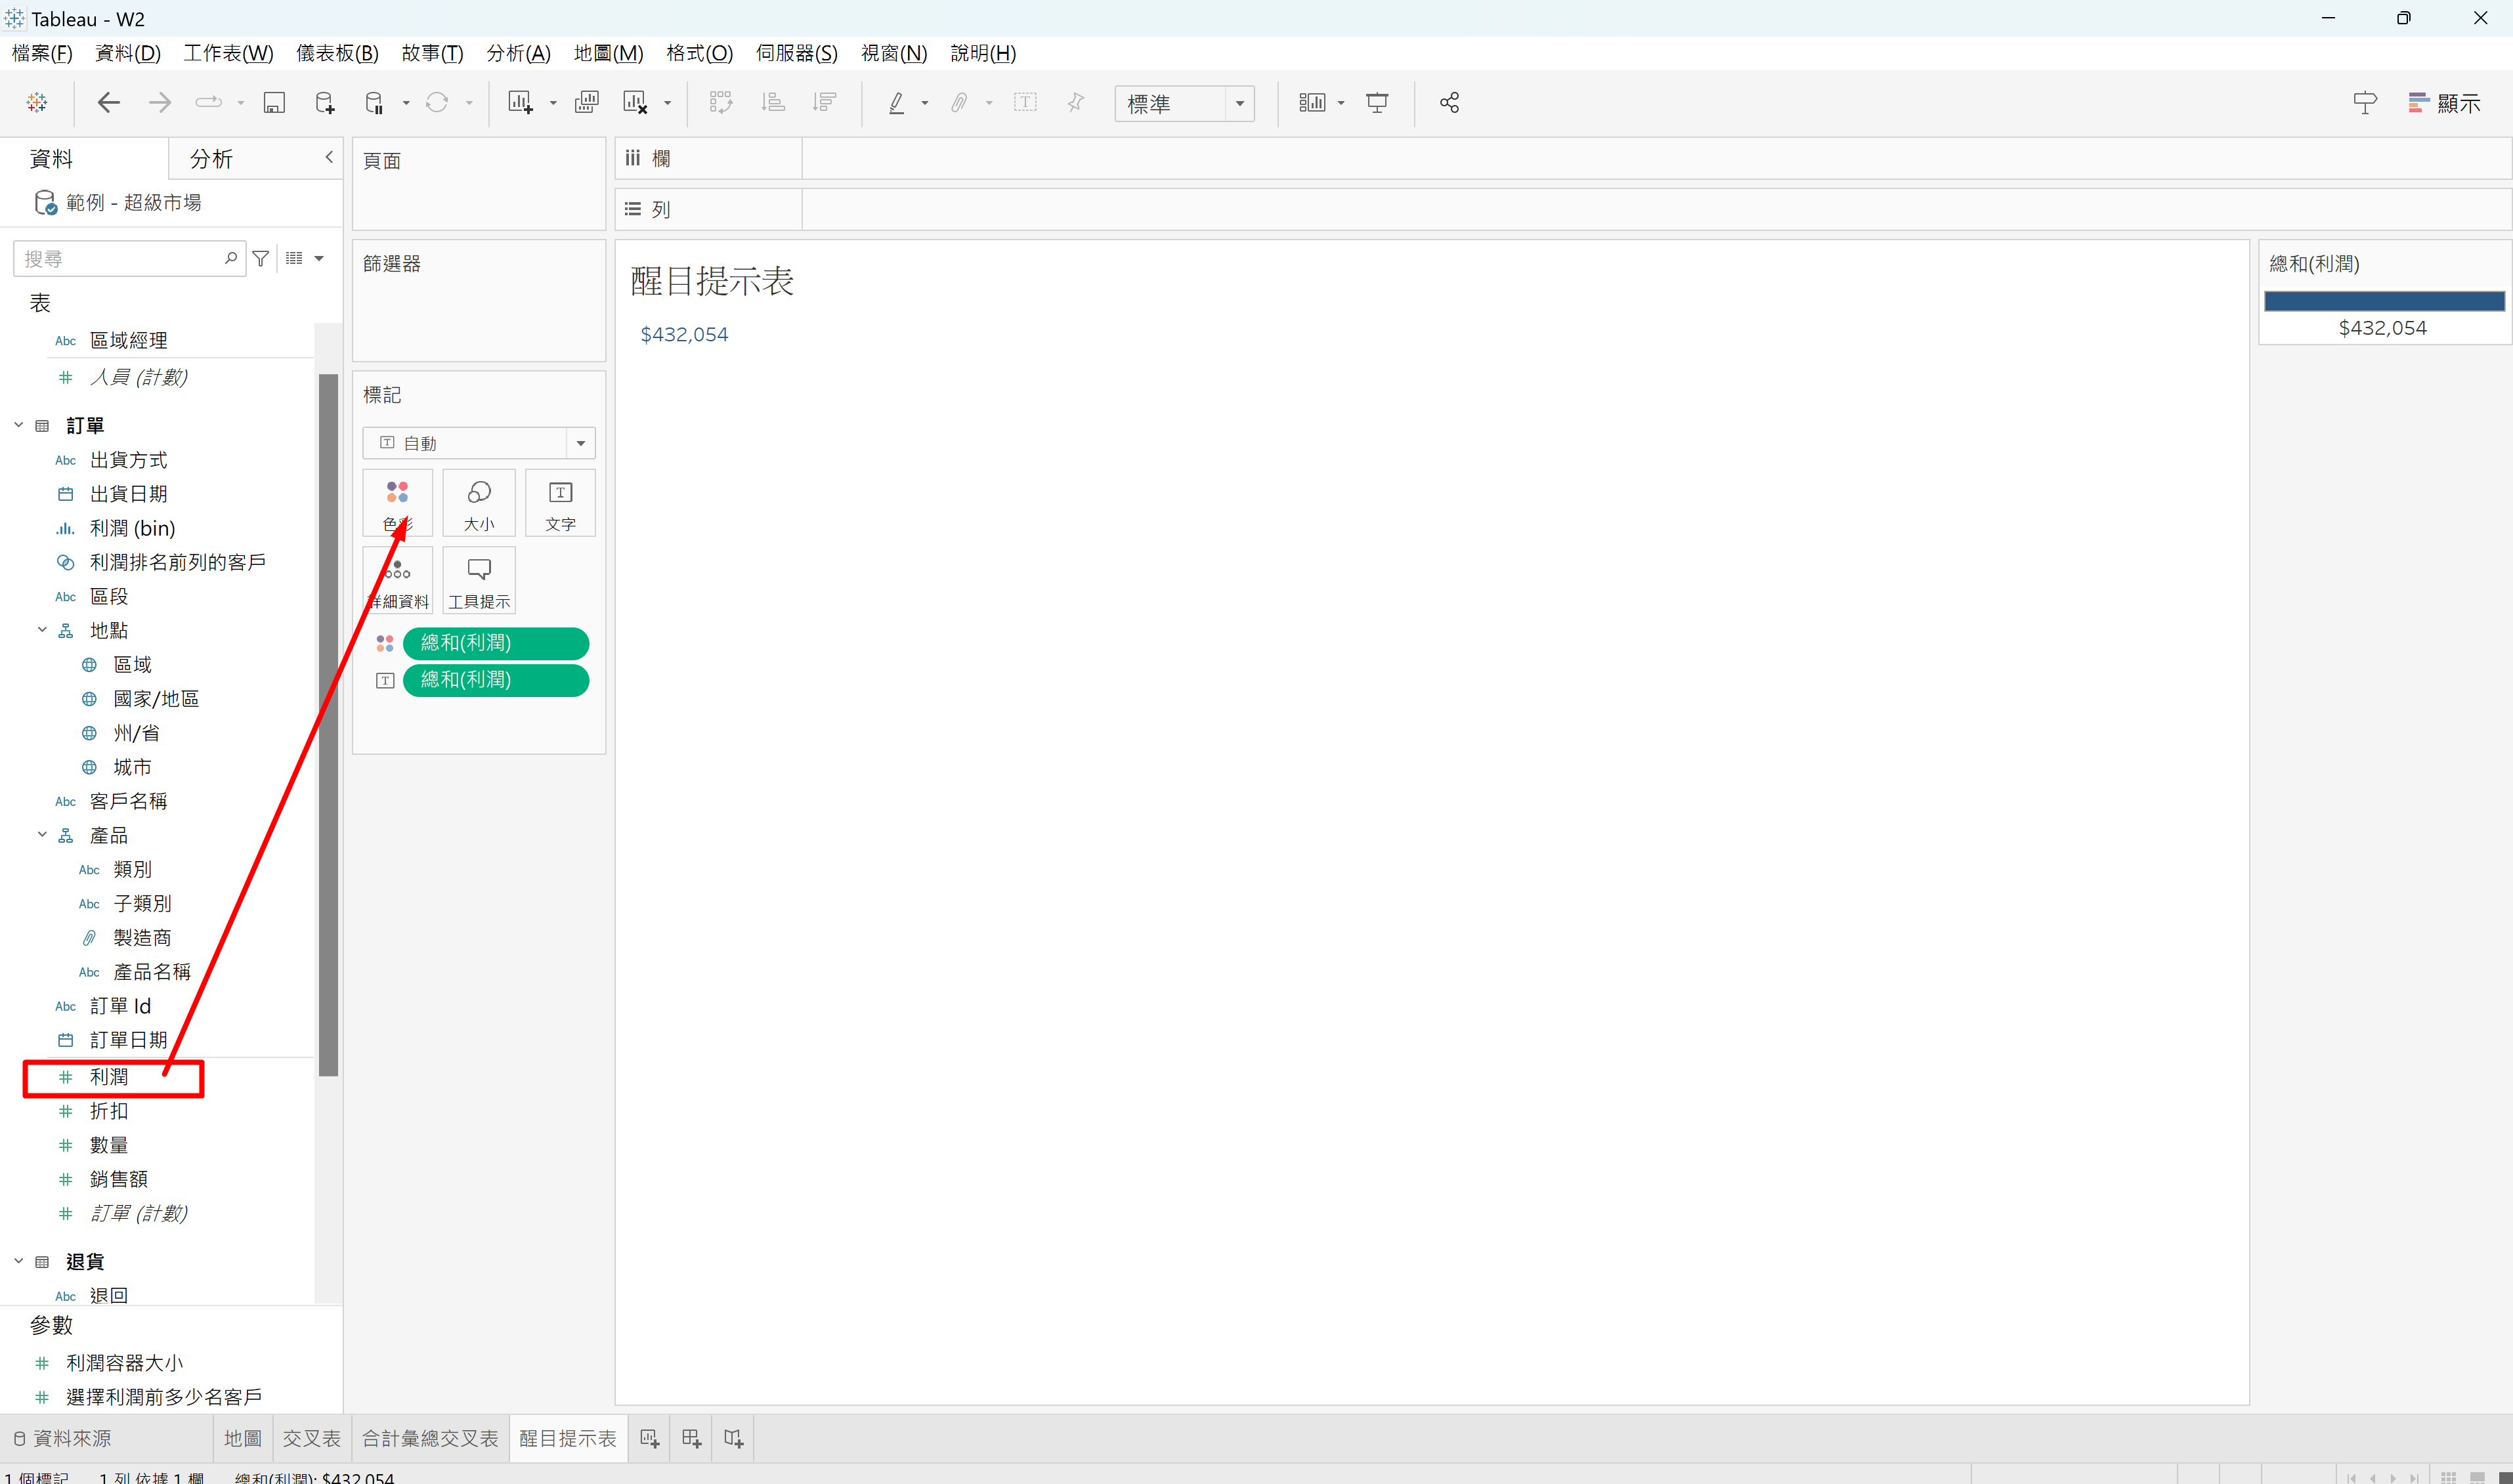 Tableau - W2
檔案(F) 資料(D) 工作表(W) 儀表板(B) 故事(T) 分析(A) 地圖(M) 格式(O) 伺服器(S) 視窗(N) 說明(H)
標準
顯示
資料 分析
範例 - 超級市場
搜尋
表
Abc 區域經理
人員 (計數)
訂單
Abc 出貨方式
出貨日期
利潤 (bin)
利潤排名前列的客戶
Abc 區段
地點
區域
國家/地區
州/省
城市
Abc 客戶名稱
產品
Abc 類別
Abc 子類別
製造商
Abc 產品名稱
Abc 訂單 Id
訂單日期
利潤
折扣
數量
銷售額
訂單 (計數)
退貨
Abc 退回
參數
利潤容器大小
選擇利潤前多少名客戶
頁面
篩選器
標記
自動
色彩 大小 文字
詳細資料 工具提示
總和(利潤)
總和(利潤)
欄
列
醒目提示表
$432,054
總和(利潤)
$432,054
資料來源 地圖 交叉表 合計彙總交叉表 醒目提示表
1 個標記 1 列 依據 1 欄 總和(利潤): $432,054